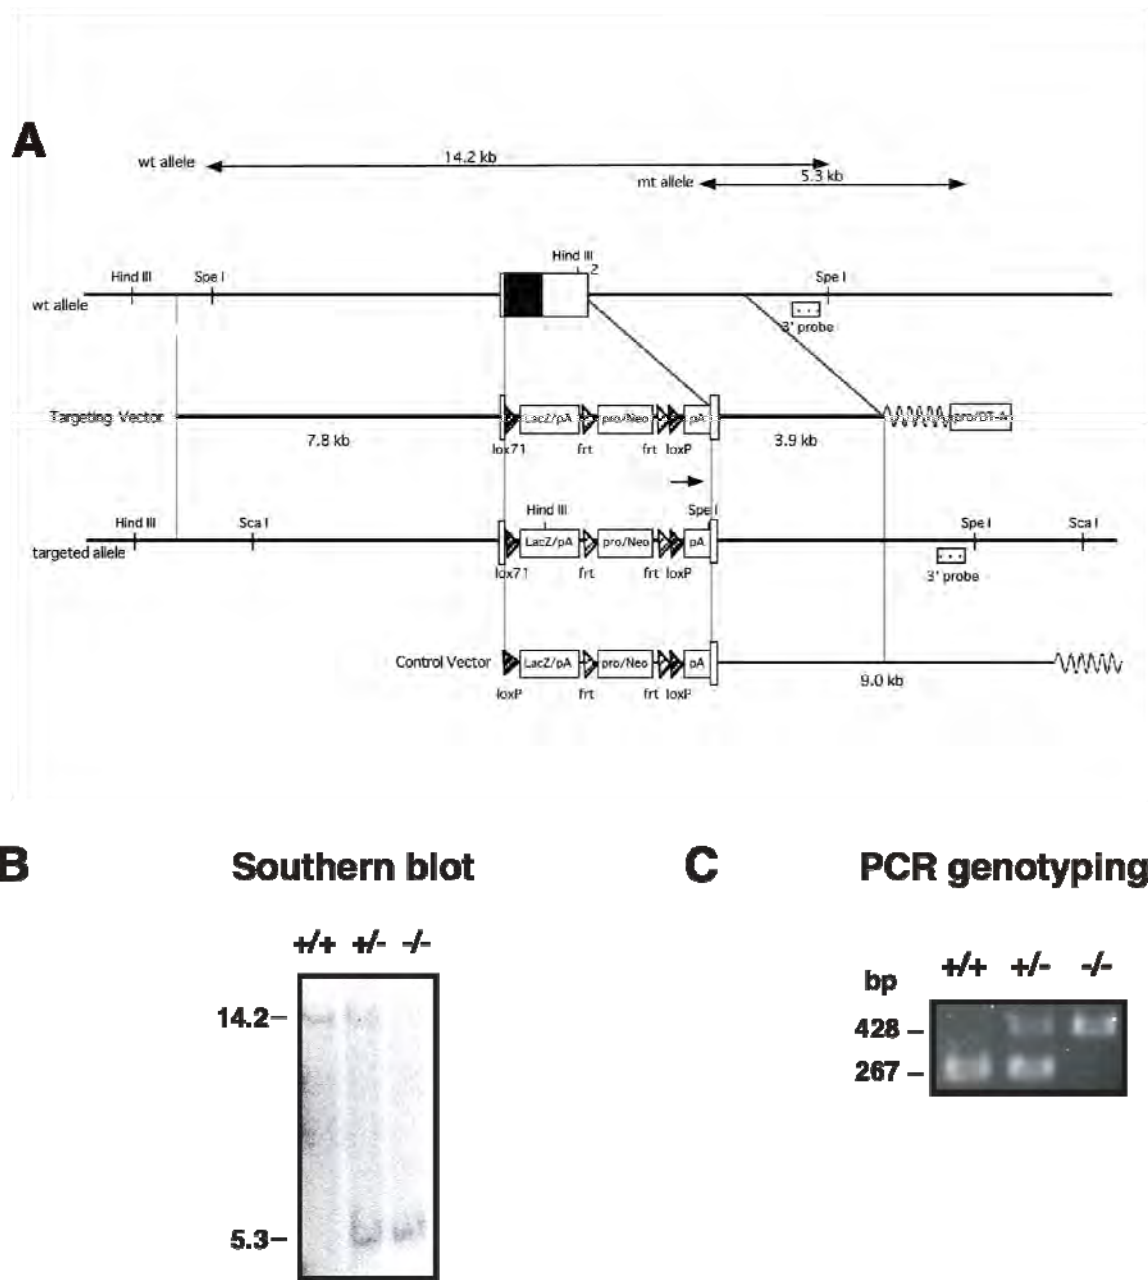 A
wt allele
14.2 kb
mt allele
5.3 kb
Hind III
2
Hind III
Spe I
Spe I
wt allele
3' probe
Targeting Vector
LacZ/pA
pro/Neo
pA
pro/DT-A
7.8 kb
lox71
frt
frt
loxP
3.9 kb
Hind III
Sca I
Hind III
Spe I
Spe I
Sca I
targeted allele
LacZ/pA
pro/Neo
pA
lox71
frt
frt
loxP
3' probe
Control Vector
LacZ/pA
pro/Neo
pA
loxP
frt
frt
loxP
9.0 kb
B
Southern blot
+/+ +/- -/-
14.2–
5.3–
C
PCR genotyping
bp
+/+ +/- -/-
428 –
267 –